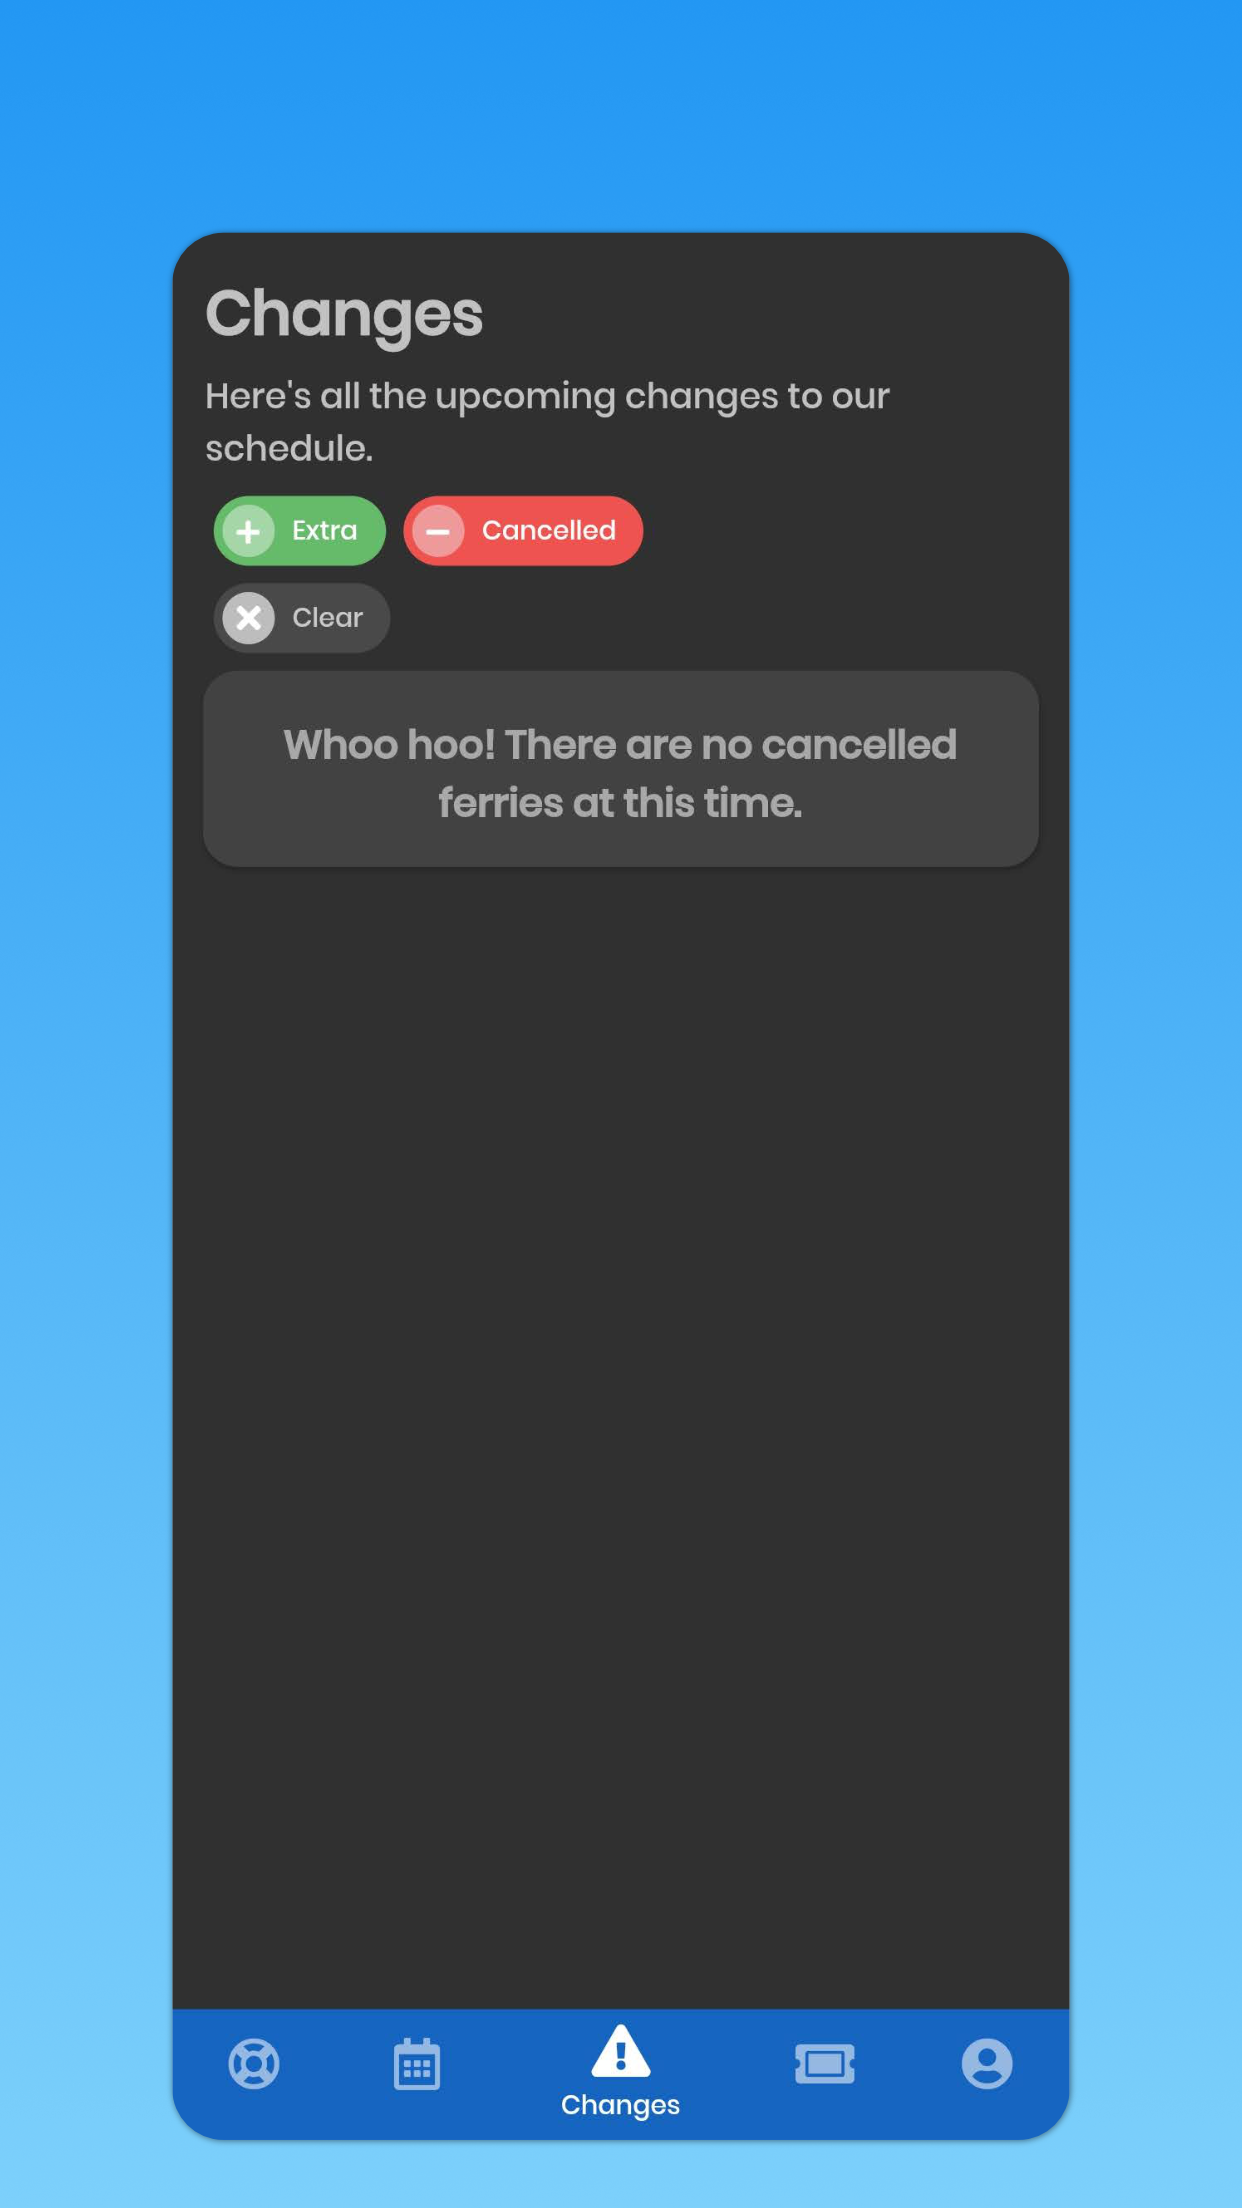 Changes
Here's all the upcoming changes to our
schedule.
Extra
Cancelled
Clear
Whoo hoo! There are no cancelled
ferries at this time.
Changes